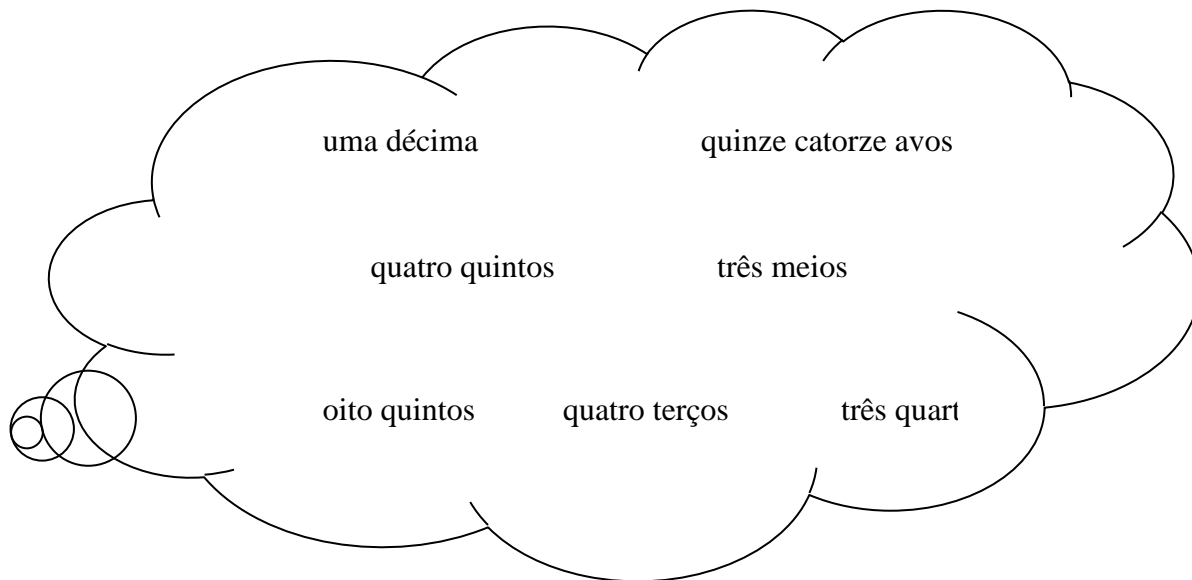 uma décima quinze catorze avos
quatro quintos três meios
oito quintos quatro terços três quart